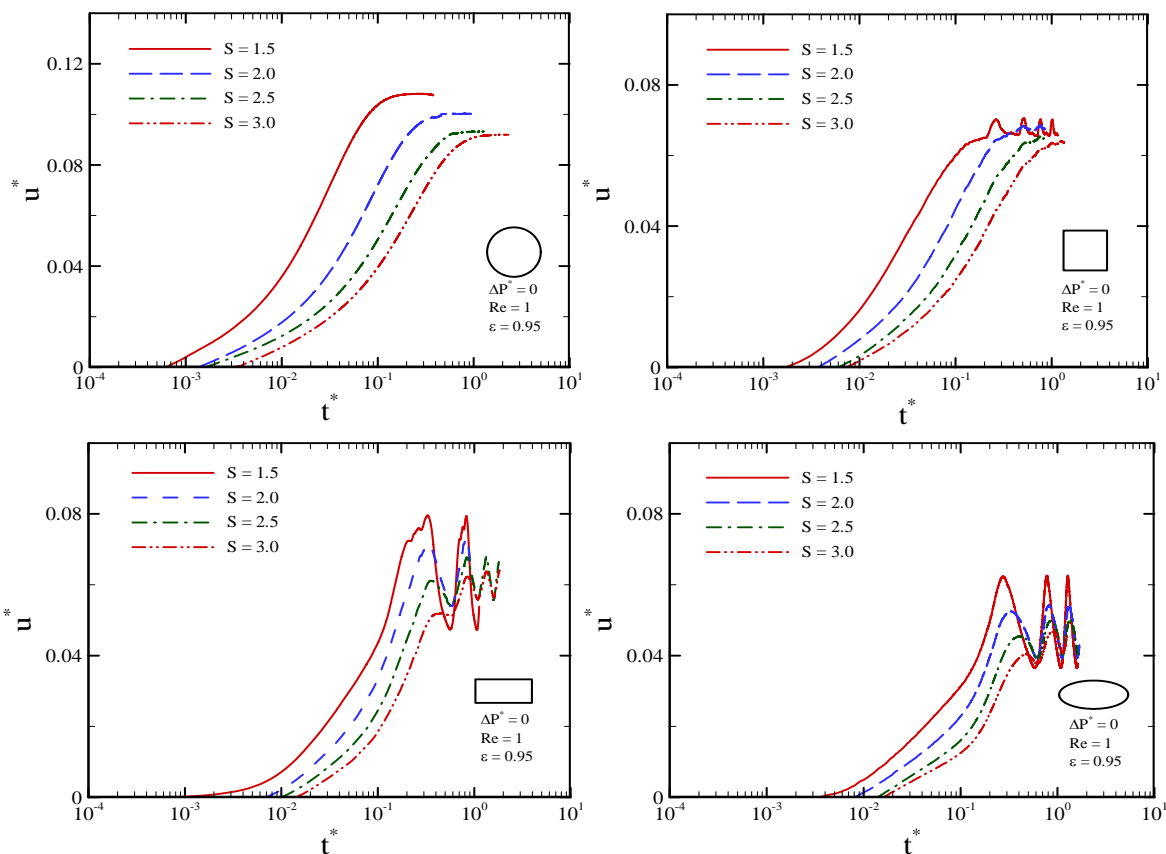 S = 1.5
S = 2.0
S = 2.5
S = 3.0
0.12
0.08
0.04
0
u*
ΔP* = 0
Re = 1
ε = 0.95
10-4 10-3 10-2 10-1 100 101
t*
S = 1.5
S = 2.0
S = 2.5
S = 3.0
0.08
0.04
0
u*
ΔP* = 0
Re = 1
ε = 0.95
10-4 10-3 10-2 10-1 100 101
t*
S = 1.5
S = 2.0
S = 2.5
S = 3.0
0.08
0.04
0
u*
ΔP* = 0
Re = 1
ε = 0.95
10-4 10-3 10-2 10-1 100 101
t*
S = 1.5
S = 2.0
S = 2.5
S = 3.0
0.08
0.04
0
u*
ΔP* = 0
Re = 1
ε = 0.95
10-4 10-3 10-2 10-1 100 101
t*